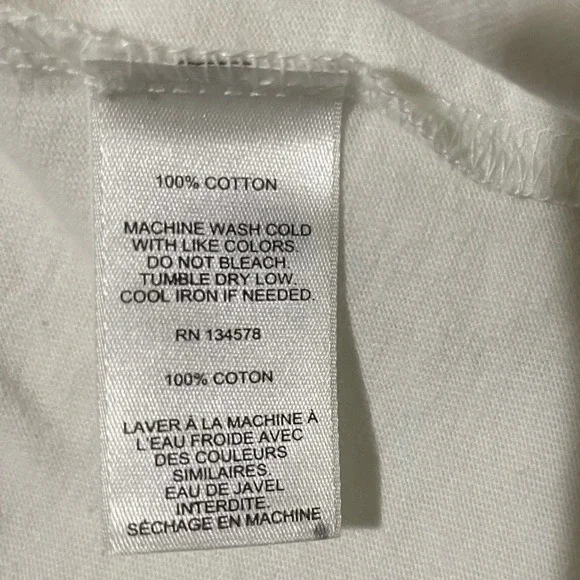 100% COTTON
MACHINE WASH COLD
WITH LIKE COLORS.
DO NOT BLEACH.
TUMBLE DRY LOW.
COOL IRON IF NEEDED.
RN 134578
100% COTON
LAVER À LA MACHINE À
L'EAU FROIDE AVEC
DES COULEURS
SIMILAIRES.
EAU DE JAVEL
INTERDITE.
SÉCHAGE EN MACHINE